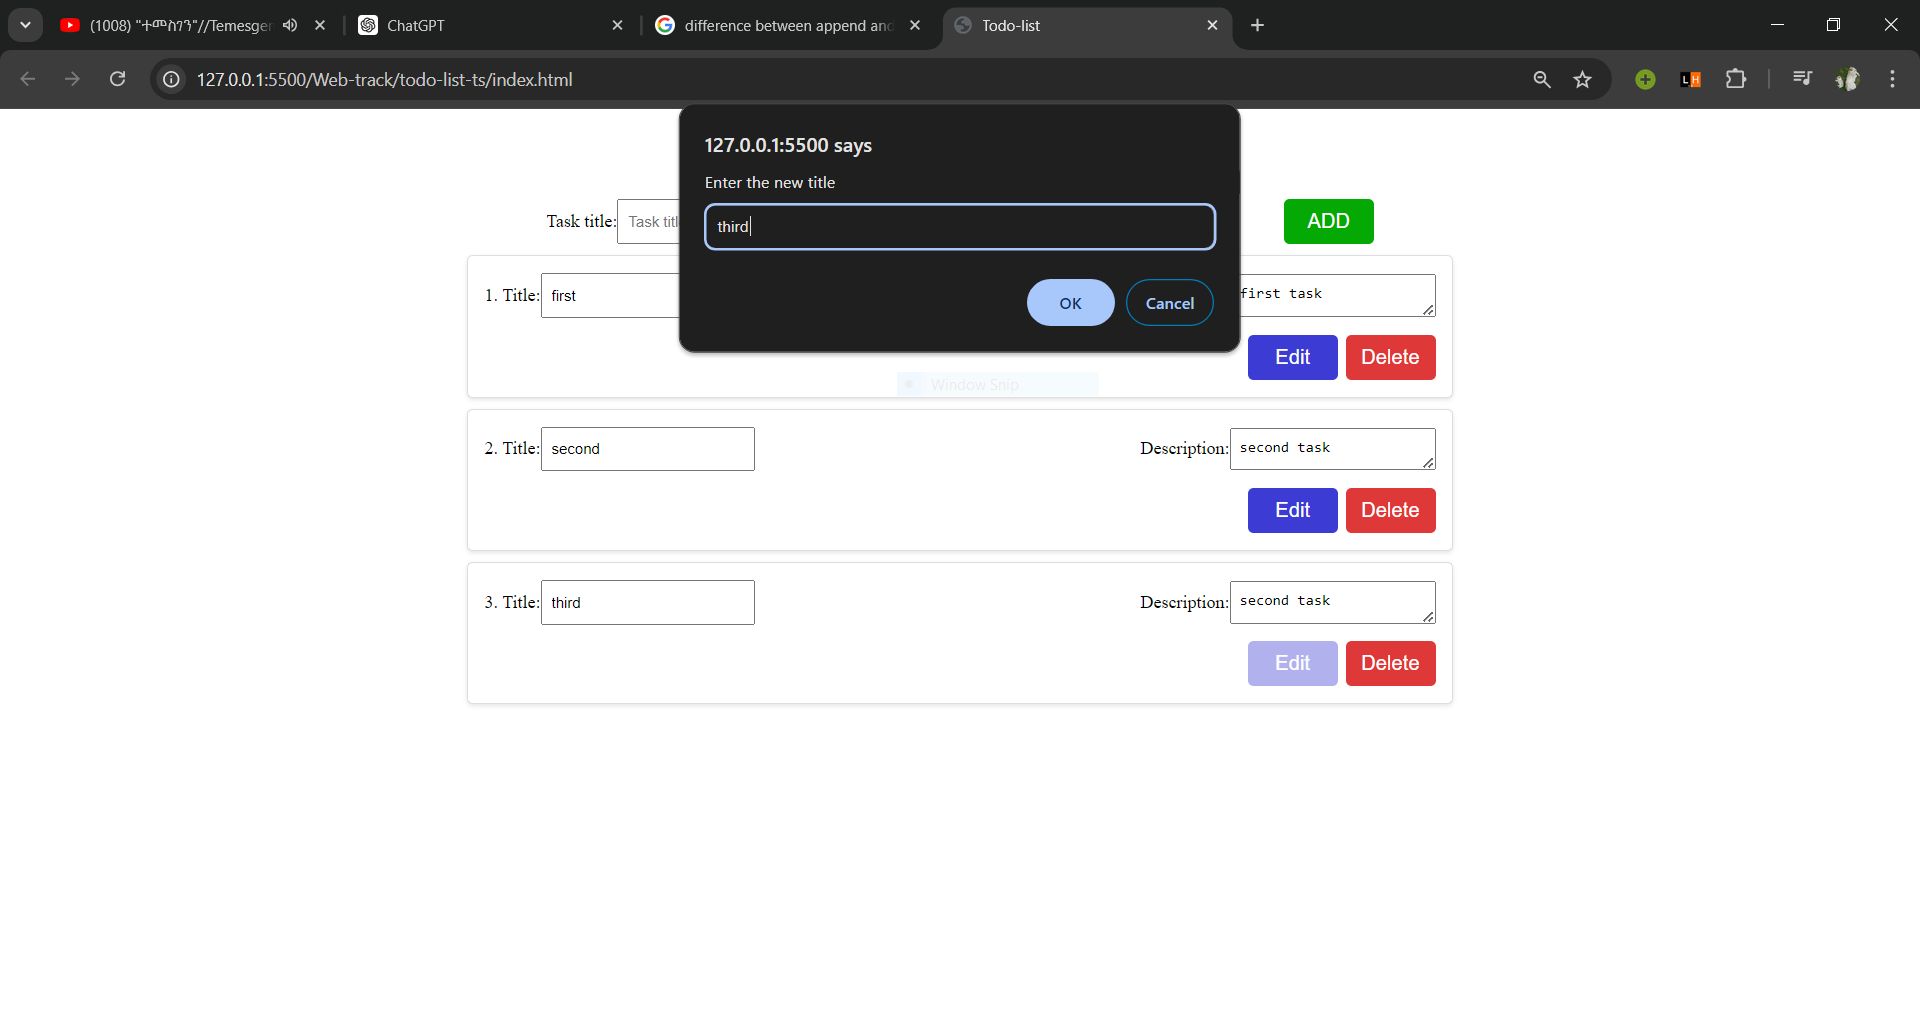 (1008) "ተመስገን"//Temesger
ChatGPT
difference between append and
Todo-list
127.0.0.1:5500/Web-track/todo-list-ts/index.html
LH
127.0.0.1:5500 says
Enter the new title
third
OK
Cancel
Task title:
Task titl
ADD
1. Title:
first
first task
Edit
Delete
Window Snip
2. Title:
second
Description:
second task
Edit
Delete
3. Title:
third
Description:
second task
Edit
Delete